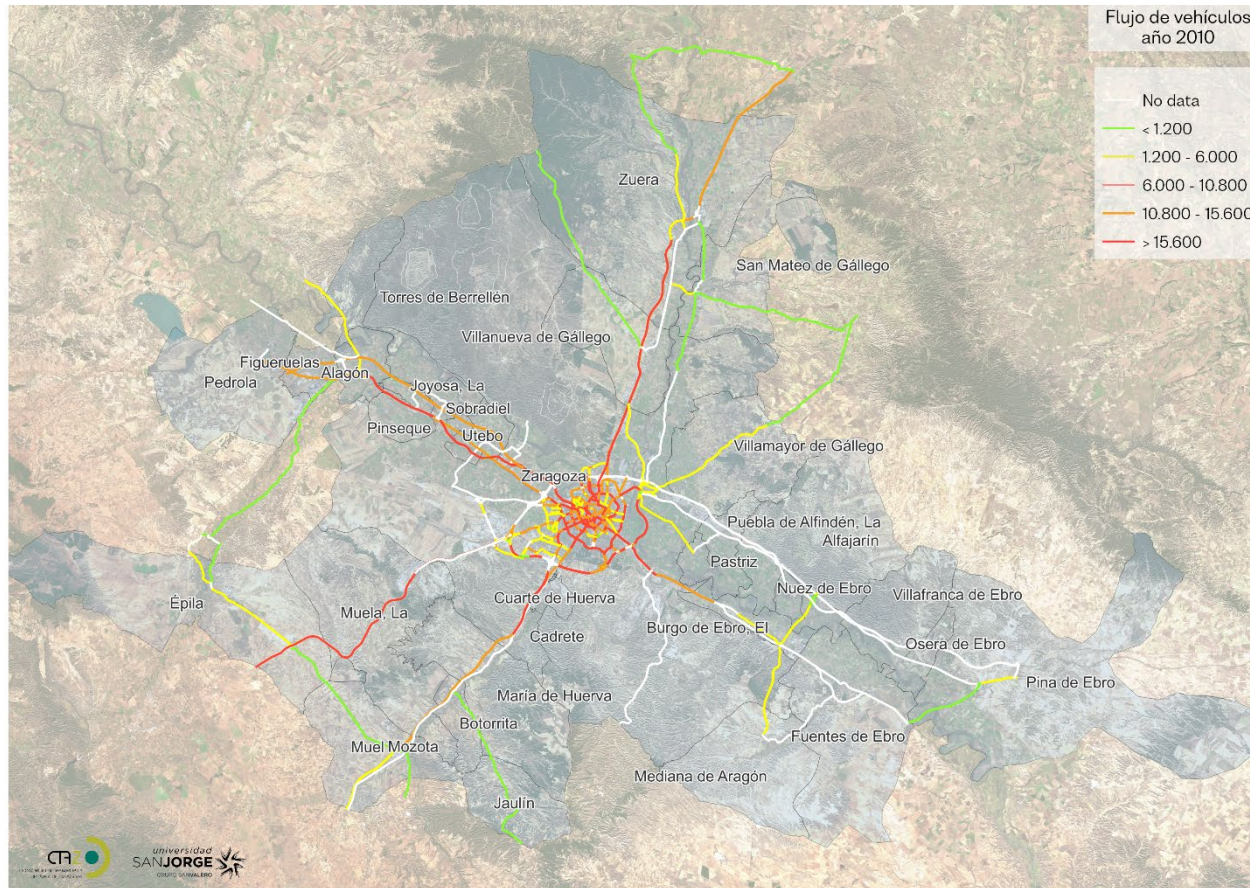 Flujo de vehículos
año 2010
No data
< 1.200
1.200 - 6.000
6.000 - 10.800
10.800 - 15.600
> 15.600
Zuera
San Mateo de Gállego
Torres de Berrellén
Villanueva de Gállego
Figueruelas
Alagón
Pedrola
Joyosa, La
Sobradiel
Pinseque
Utebo
Villamayor de Gállego
Zaragoza
Puebla de Alfindén, La
Alfajarín
Pastriz
Nuez de Ebro
Villafranca de Ebro
Épila
Muela, La
Cuarte de Huerva
Burgo de Ebro, El
Cadrete
Osera de Ebro
Pina de Ebro
María de Huerva
Botorrita
Fuentes de Ebro
Muel Mozota
Mediana de Aragón
Jaulín
CTAZ
universidad
SANJORGE
GRUPO SANVALERO